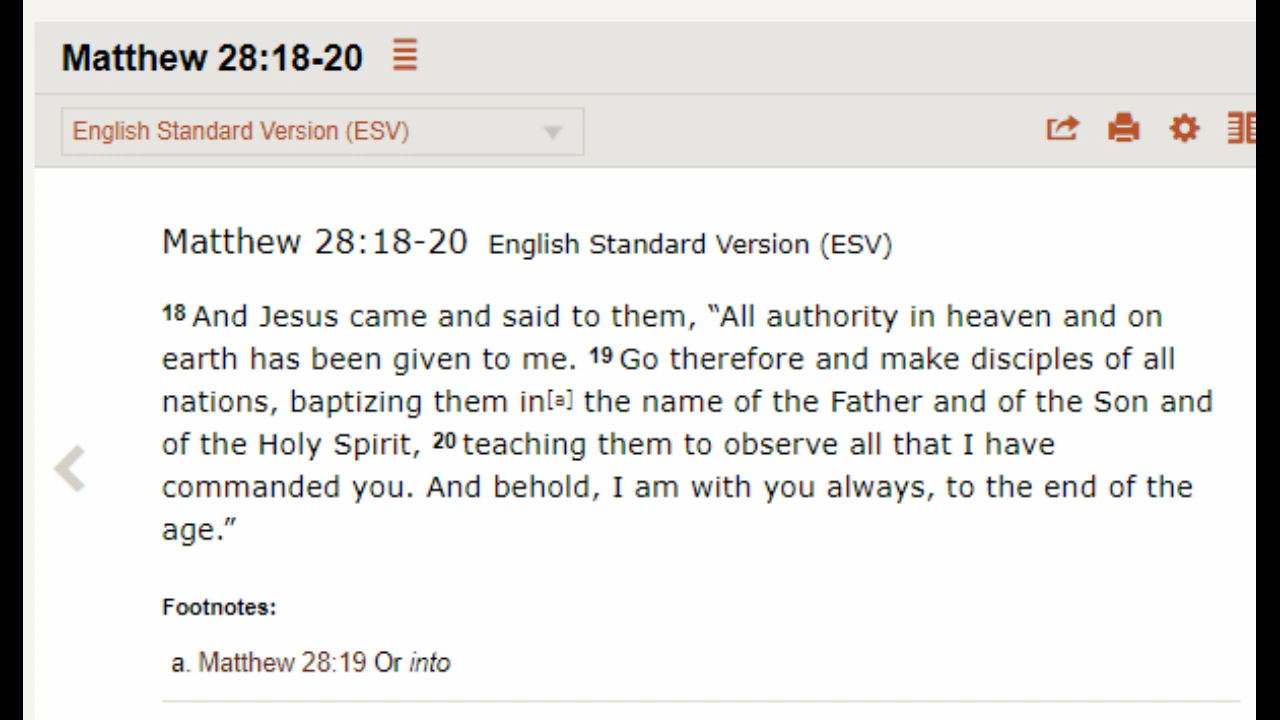 Matthew 28:18-20
English Standard Version (ESV)
Matthew 28:18-20 English Standard Version (ESV)
18 And Jesus came and said to them, “All authority in heaven and on
earth has been given to me. 19 Go therefore and make disciples of all
nations, baptizing them in[a] the name of the Father and of the Son and
of the Holy Spirit, 20 teaching them to observe all that I have
commanded you. And behold, I am with you always, to the end of the
age.”
Footnotes:
a. Matthew 28:19 Or into